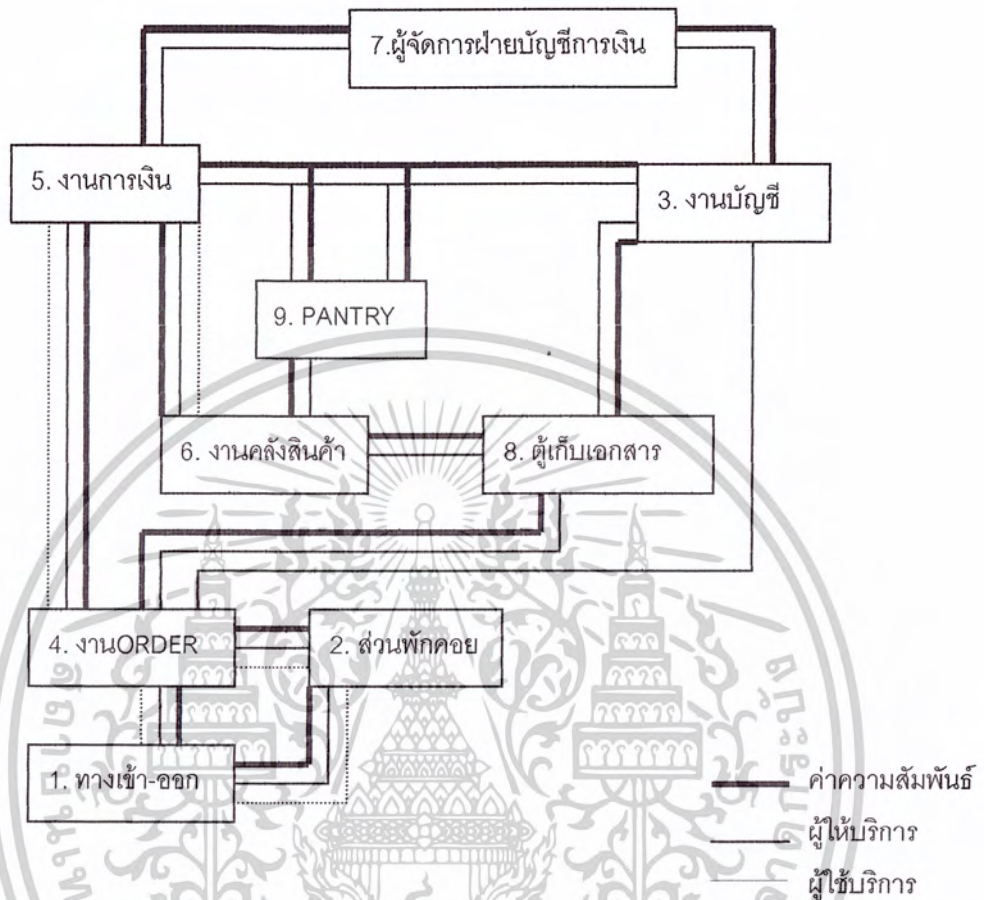 7.ผู้จัดการฝ่ายบัญชีการเงิน
5. งานการเงิน
3. งานบัญชี
9. PANTRY
6. งานคลังสินค้า
8. ตู้เก็บเอกสาร
4. งานORDER
2. ส่วนพักคอย
1. ทางเข้า-ออก
ค่าความสัมพันธ์
ผู้ให้บริการ
ผู้ใช้บริการ